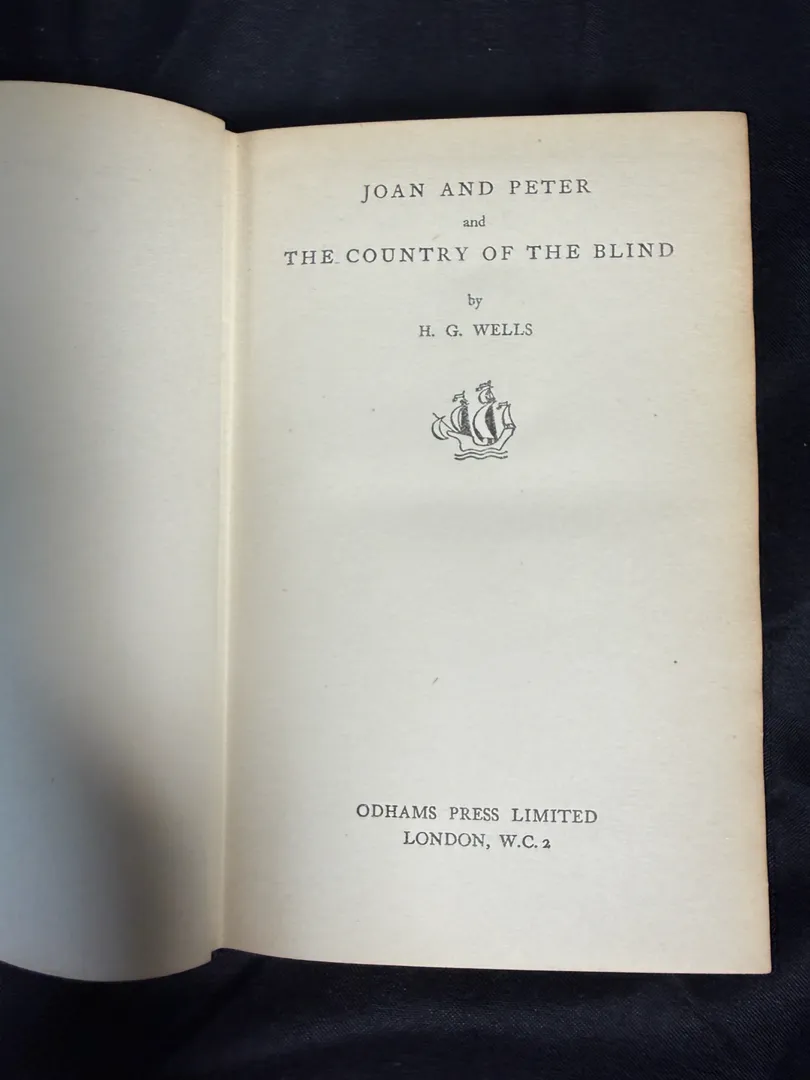 JOAN AND PETER
and
THE COUNTRY OF THE BLIND
by
H. G. WELLS
ODHAMS PRESS LIMITED
LONDON, W.C.2